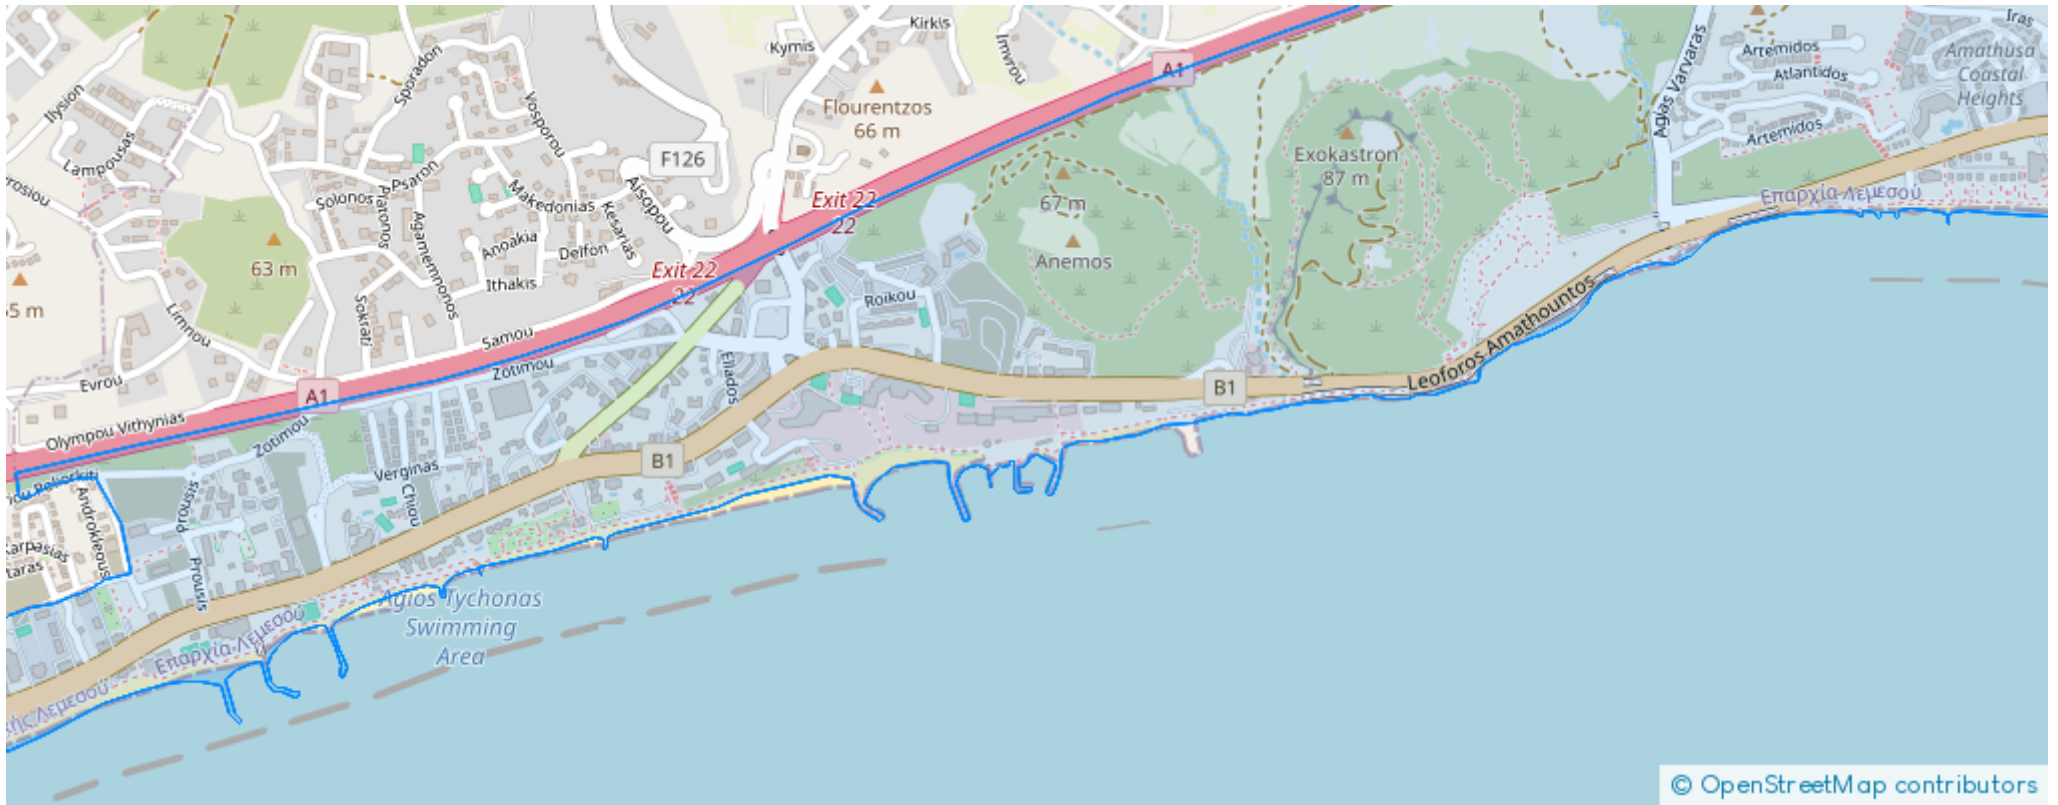 Kirkis
Iras
Kymis
Imvrou
Artemidos
Amathusa
Coastal
Heights
Sporadon
A1
Agias Varvaras
Atlantidos
Ilysion
Vosporou
Flourentzos
66 m
Lampousas
Artemidos
F126
Exokastron
87 m
Psaron
Solonos
Platonos
Makedonias
Aisopou
Kesarias
Exit 22
22
67 m
Επαρχία Λεμεσού
Agamemnonos
Anoakia
Delfon
63 m
Anemos
Exit 22
22
Ithakis
Roikou
Sokrati
Limnou
Leoforos Amathountos
Samou
Zotimou
Eliados
Evrou
A1
B1
Olympou Vithynias
Zotimou
B1
Verginas
Chiou
Prousis
Androkleous
Prousis
Agios Tychonas
Swimming
Area
Επαρχία Λεμεσού
© OpenStreetMap contributors